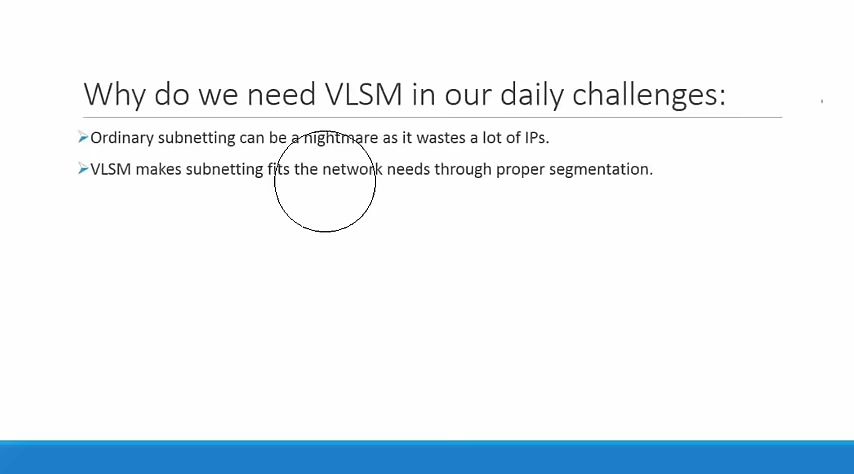 Why do we need VLSM in our daily challenges:
Ordinary subnetting can be a nightmare as it wastes a lot of IPs.
VLSM makes subnetting fits the network needs through proper segmentation.